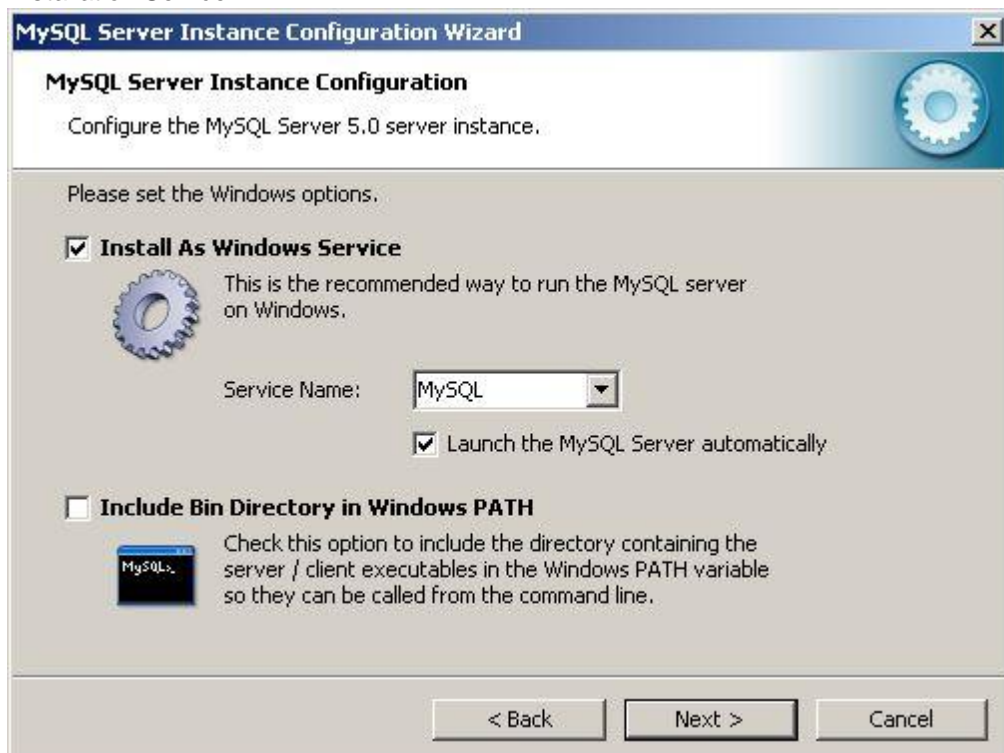 MySQL Server Instance Configuration Wizard
MySQL Server Instance Configuration
Configure the MySQL Server 5.0 server instance.
Please set the Windows options.
Install As Windows Service
This is the recommended way to run the MySQL server
on Windows.
Service Name: MySQL
Launch the MySQL Server automatically
Include Bin Directory in Windows PATH
MySQL>_
Check this option to include the directory containing the
server / client executables in the Windows PATH variable
so they can be called from the command line.
< Back Next > Cancel